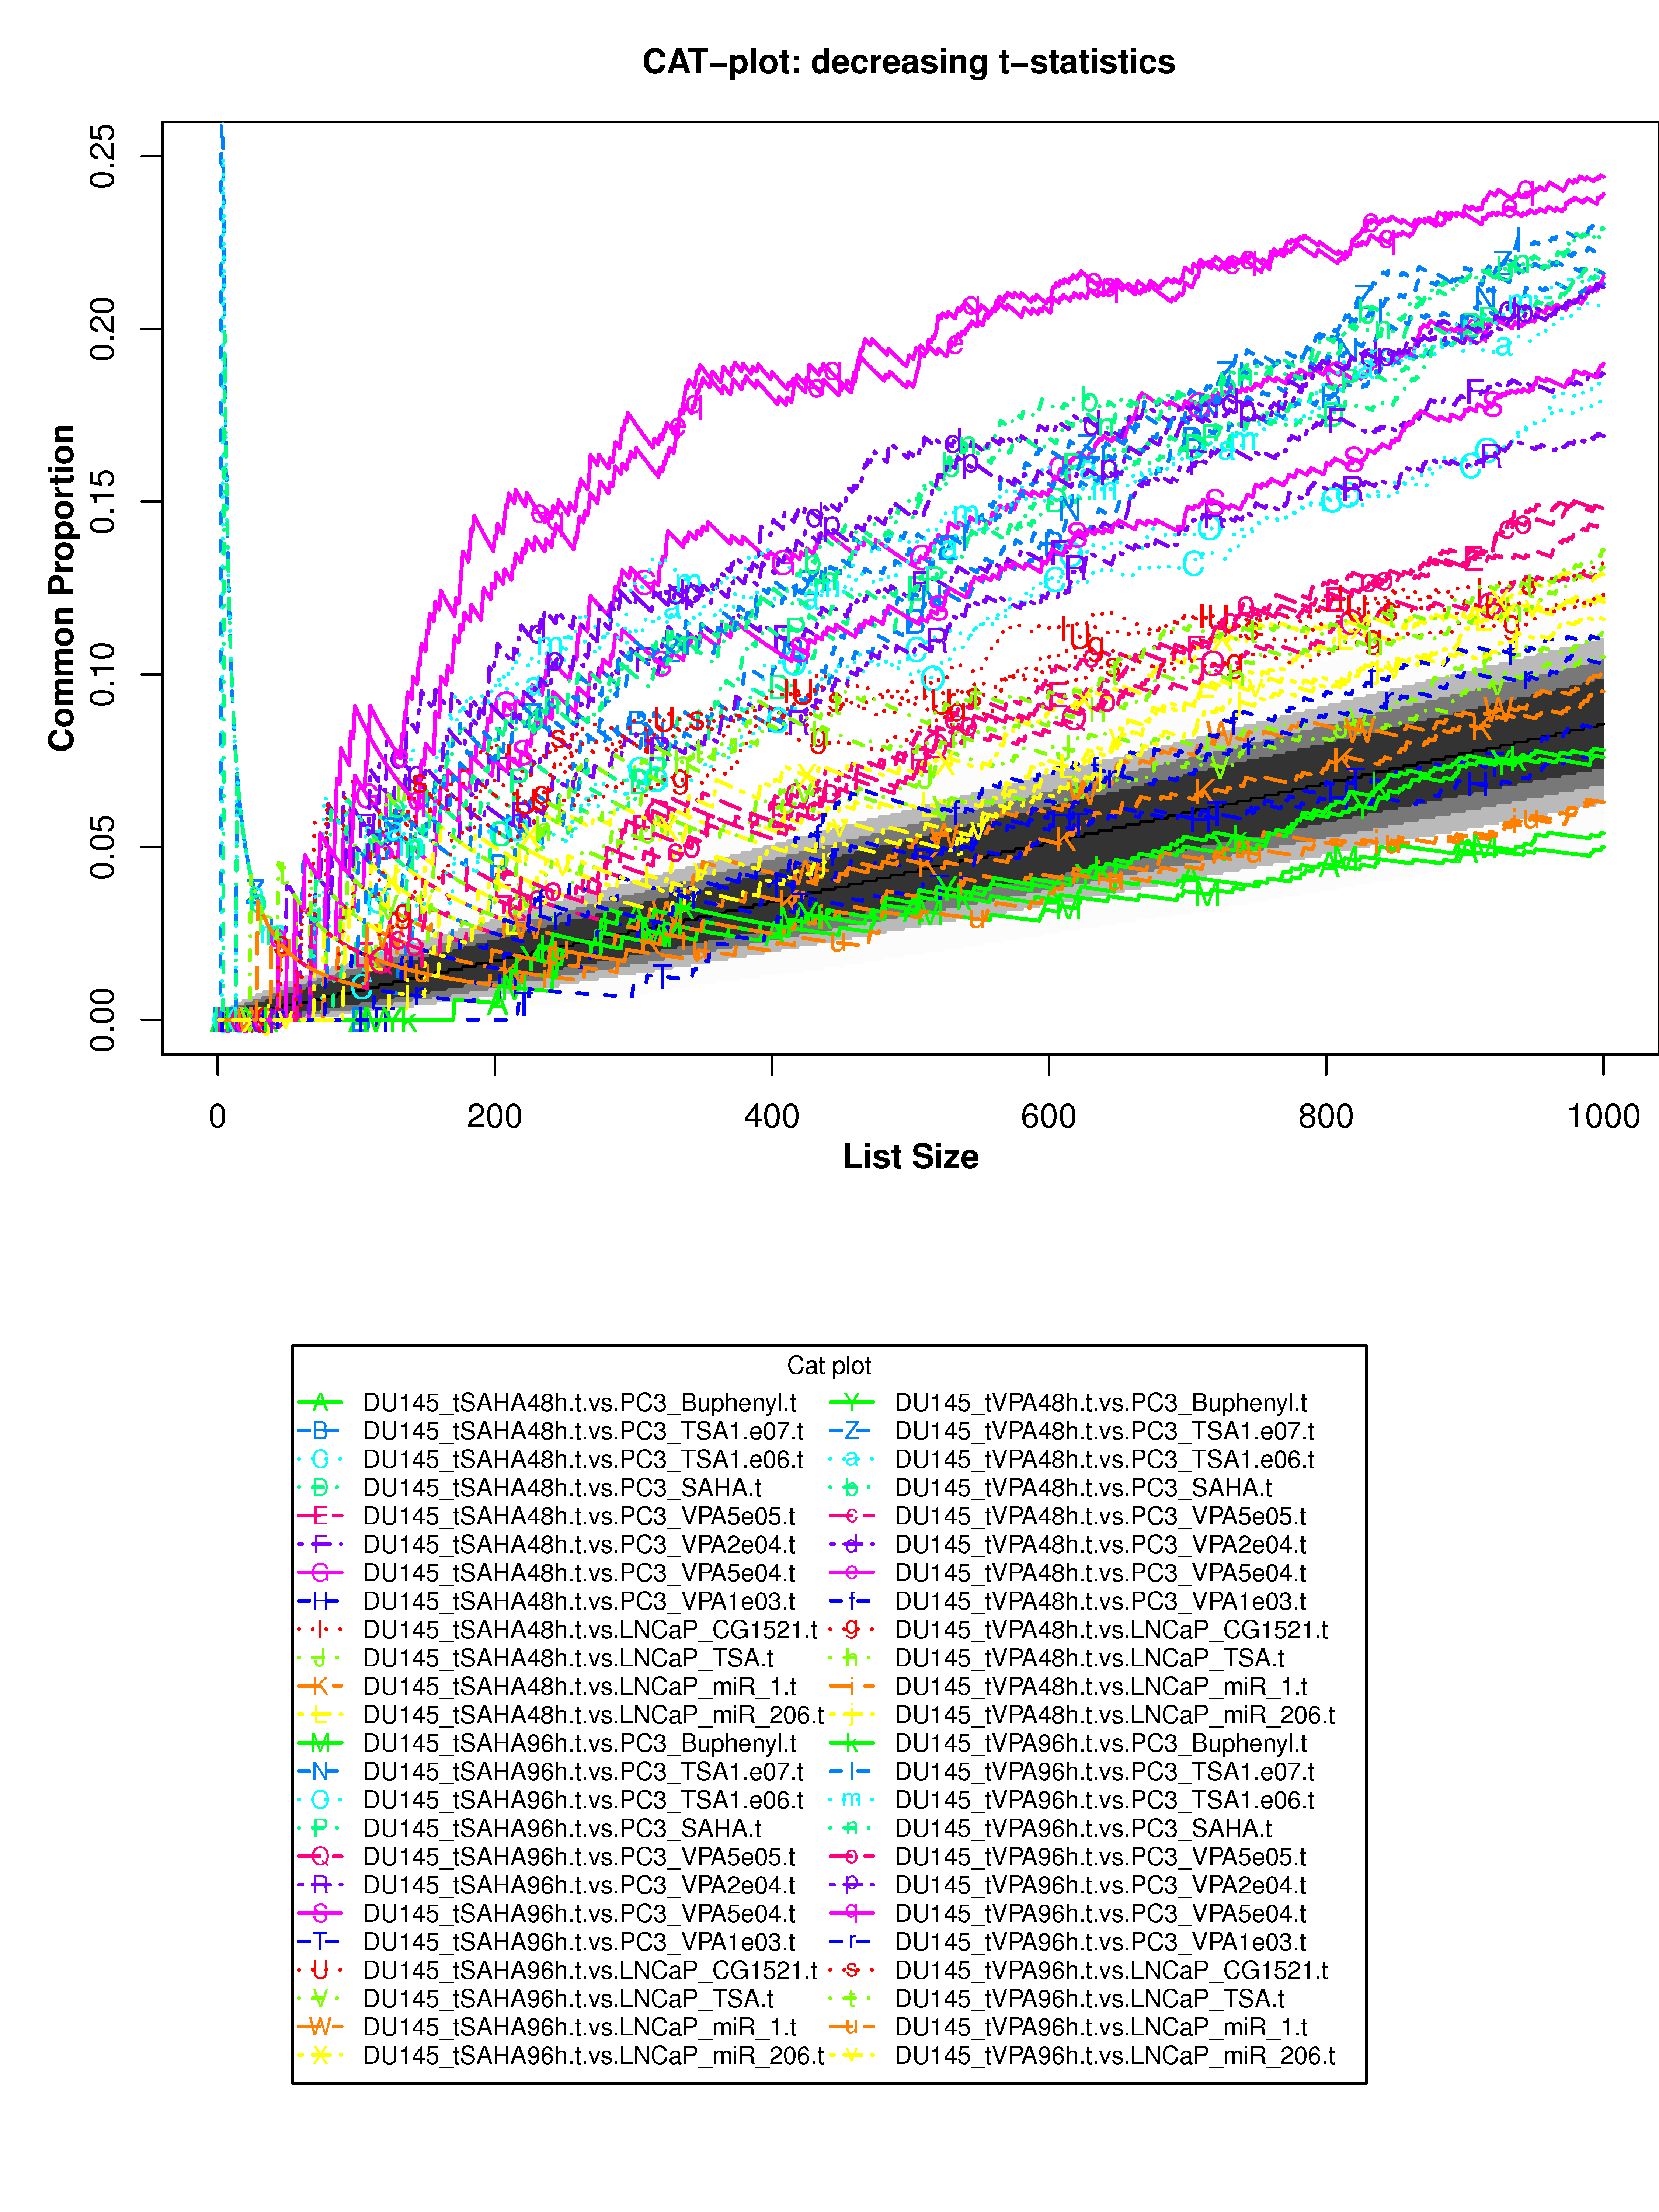 CAT−plot: decreasing t−statistics
0.25
0.20
0.15
0.10
0.05
0.00
Common Proportion
0 200 400 600 800 1000
List Size
Cat plot
A DU145_tSAHA48h.t.vs.PC3_Buphenyl.t Y DU145_tVPA48h.t.vs.PC3_Buphenyl.t
B DU145_tSAHA48h.t.vs.PC3_TSA1.e07.t Z DU145_tVPA48h.t.vs.PC3_TSA1.e07.t
C DU145_tSAHA48h.t.vs.PC3_TSA1.e06.t a DU145_tVPA48h.t.vs.PC3_TSA1.e06.t
D DU145_tSAHA48h.t.vs.PC3_SAHA.t b DU145_tVPA48h.t.vs.PC3_SAHA.t
E DU145_tSAHA48h.t.vs.PC3_VPA5e05.t c DU145_tVPA48h.t.vs.PC3_VPA5e05.t
F DU145_tSAHA48h.t.vs.PC3_VPA2e04.t d DU145_tVPA48h.t.vs.PC3_VPA2e04.t
G DU145_tSAHA48h.t.vs.PC3_VPA5e04.t e DU145_tVPA48h.t.vs.PC3_VPA5e04.t
H DU145_tSAHA48h.t.vs.PC3_VPA1e03.t f DU145_tVPA48h.t.vs.PC3_VPA1e03.t
I DU145_tSAHA48h.t.vs.LNCaP_CG1521.t g DU145_tVPA48h.t.vs.LNCaP_CG1521.t
J DU145_tSAHA48h.t.vs.LNCaP_TSA.t h DU145_tVPA48h.t.vs.LNCaP_TSA.t
K DU145_tSAHA48h.t.vs.LNCaP_miR_1.t i DU145_tVPA48h.t.vs.LNCaP_miR_1.t
L DU145_tSAHA48h.t.vs.LNCaP_miR_206.t j DU145_tVPA48h.t.vs.LNCaP_miR_206.t
M DU145_tSAHA96h.t.vs.PC3_Buphenyl.t k DU145_tVPA96h.t.vs.PC3_Buphenyl.t
N DU145_tSAHA96h.t.vs.PC3_TSA1.e07.t l DU145_tVPA96h.t.vs.PC3_TSA1.e07.t
O DU145_tSAHA96h.t.vs.PC3_TSA1.e06.t m DU145_tVPA96h.t.vs.PC3_TSA1.e06.t
P DU145_tSAHA96h.t.vs.PC3_SAHA.t n DU145_tVPA96h.t.vs.PC3_SAHA.t
Q DU145_tSAHA96h.t.vs.PC3_VPA5e05.t o DU145_tVPA96h.t.vs.PC3_VPA5e05.t
R DU145_tSAHA96h.t.vs.PC3_VPA2e04.t p DU145_tVPA96h.t.vs.PC3_VPA2e04.t
S DU145_tSAHA96h.t.vs.PC3_VPA5e04.t q DU145_tVPA96h.t.vs.PC3_VPA5e04.t
T DU145_tSAHA96h.t.vs.PC3_VPA1e03.t r DU145_tVPA96h.t.vs.PC3_VPA1e03.t
U DU145_tSAHA96h.t.vs.LNCaP_CG1521.t s DU145_tVPA96h.t.vs.LNCaP_CG1521.t
V DU145_tSAHA96h.t.vs.LNCaP_TSA.t t DU145_tVPA96h.t.vs.LNCaP_TSA.t
W DU145_tSAHA96h.t.vs.LNCaP_miR_1.t u DU145_tVPA96h.t.vs.LNCaP_miR_1.t
X DU145_tSAHA96h.t.vs.LNCaP_miR_206.t v DU145_tVPA96h.t.vs.LNCaP_miR_206.t